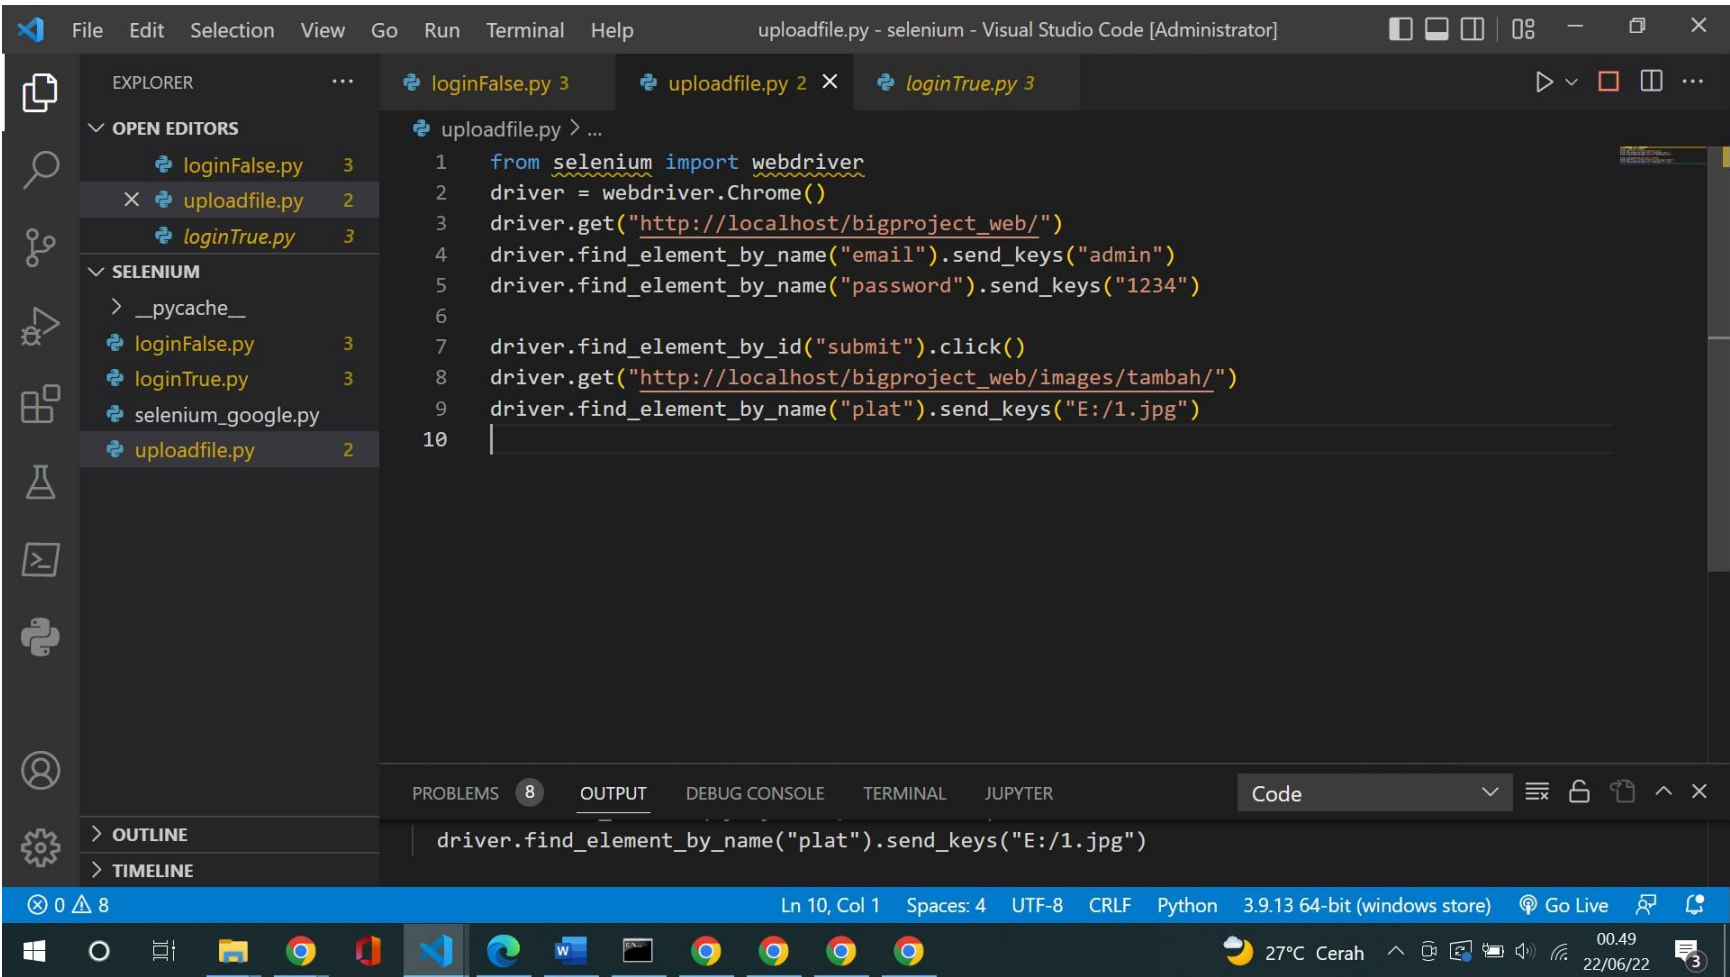 File Edit Selection View Go Run Terminal Help uploadfile.py - selenium - Visual Studio Code [Administrator]
EXPLORER ...
loginFalse.py 3 uploadfile.py 2 loginTrue.py 3
OPEN EDITORS
loginFalse.py 3
uploadfile.py 2
loginTrue.py 3
SELENIUM
__pycache__
loginFalse.py 3
loginTrue.py 3
selenium_google.py
uploadfile.py 2
OUTLINE
TIMELINE
uploadfile.py > ...
1 from selenium import webdriver
2 driver = webdriver.Chrome()
3 driver.get("http://localhost/bigproject_web/")
4 driver.find_element_by_name("email").send_keys("admin")
5 driver.find_element_by_name("password").send_keys("1234")
6
7 driver.find_element_by_id("submit").click()
8 driver.get("http://localhost/bigproject_web/images/tambah/")
9 driver.find_element_by_name("plat").send_keys("E:/1.jpg")
10
PROBLEMS 8 OUTPUT DEBUG CONSOLE TERMINAL JUPYTER Code
driver.find_element_by_name("plat").send_keys("E:/1.jpg")
0 8 Ln 10, Col 1 Spaces: 4 UTF-8 CRLF Python 3.9.13 64-bit (windows store) Go Live
27°C Cerah
00.49
22/06/22
3